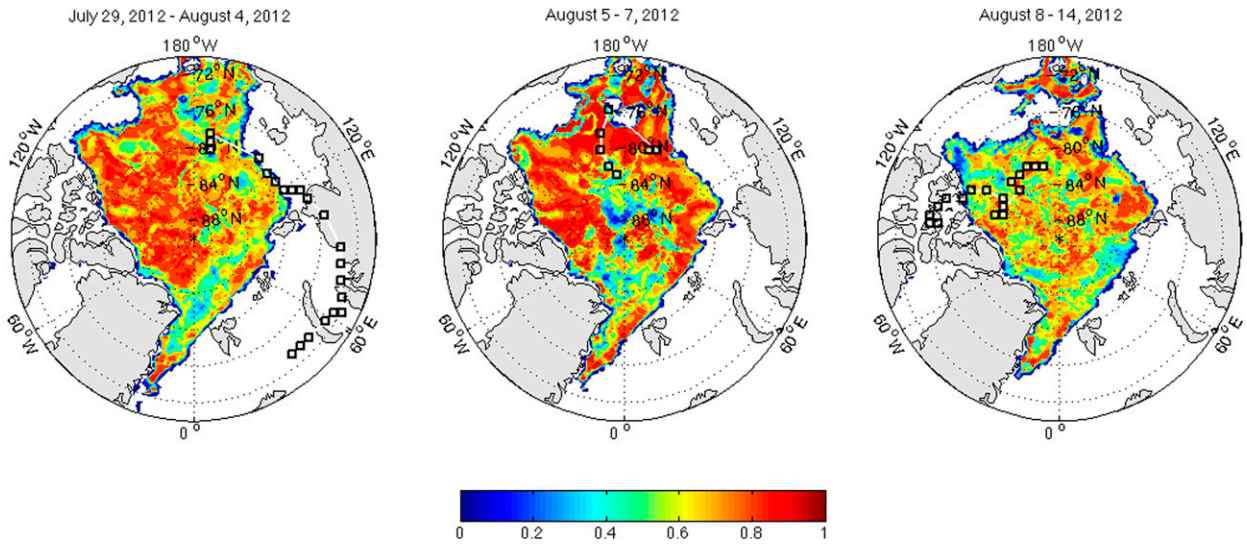 July 29, 2012 - August 4, 2012
August 5 - 7, 2012
August 8 - 14, 2012
180°W
180°W
180°W
72°N
76°N
80°N
84°N
88°N
120°W
120°E
60°W
60°E
0°
72°N
76°N
80°N
84°N
88°N
120°W
120°E
60°W
60°E
0°
72°N
76°N
80°N
84°N
88°N
120°W
120°E
60°W
60°E
0°
0 0.2 0.4 0.6 0.8 1